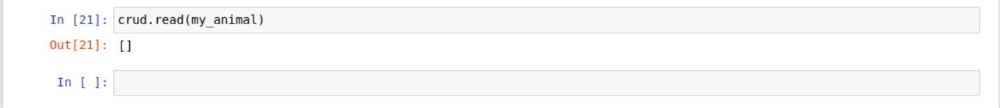 In [21]: crud.read(my_animal)
Out[21]: []
In [ ]: